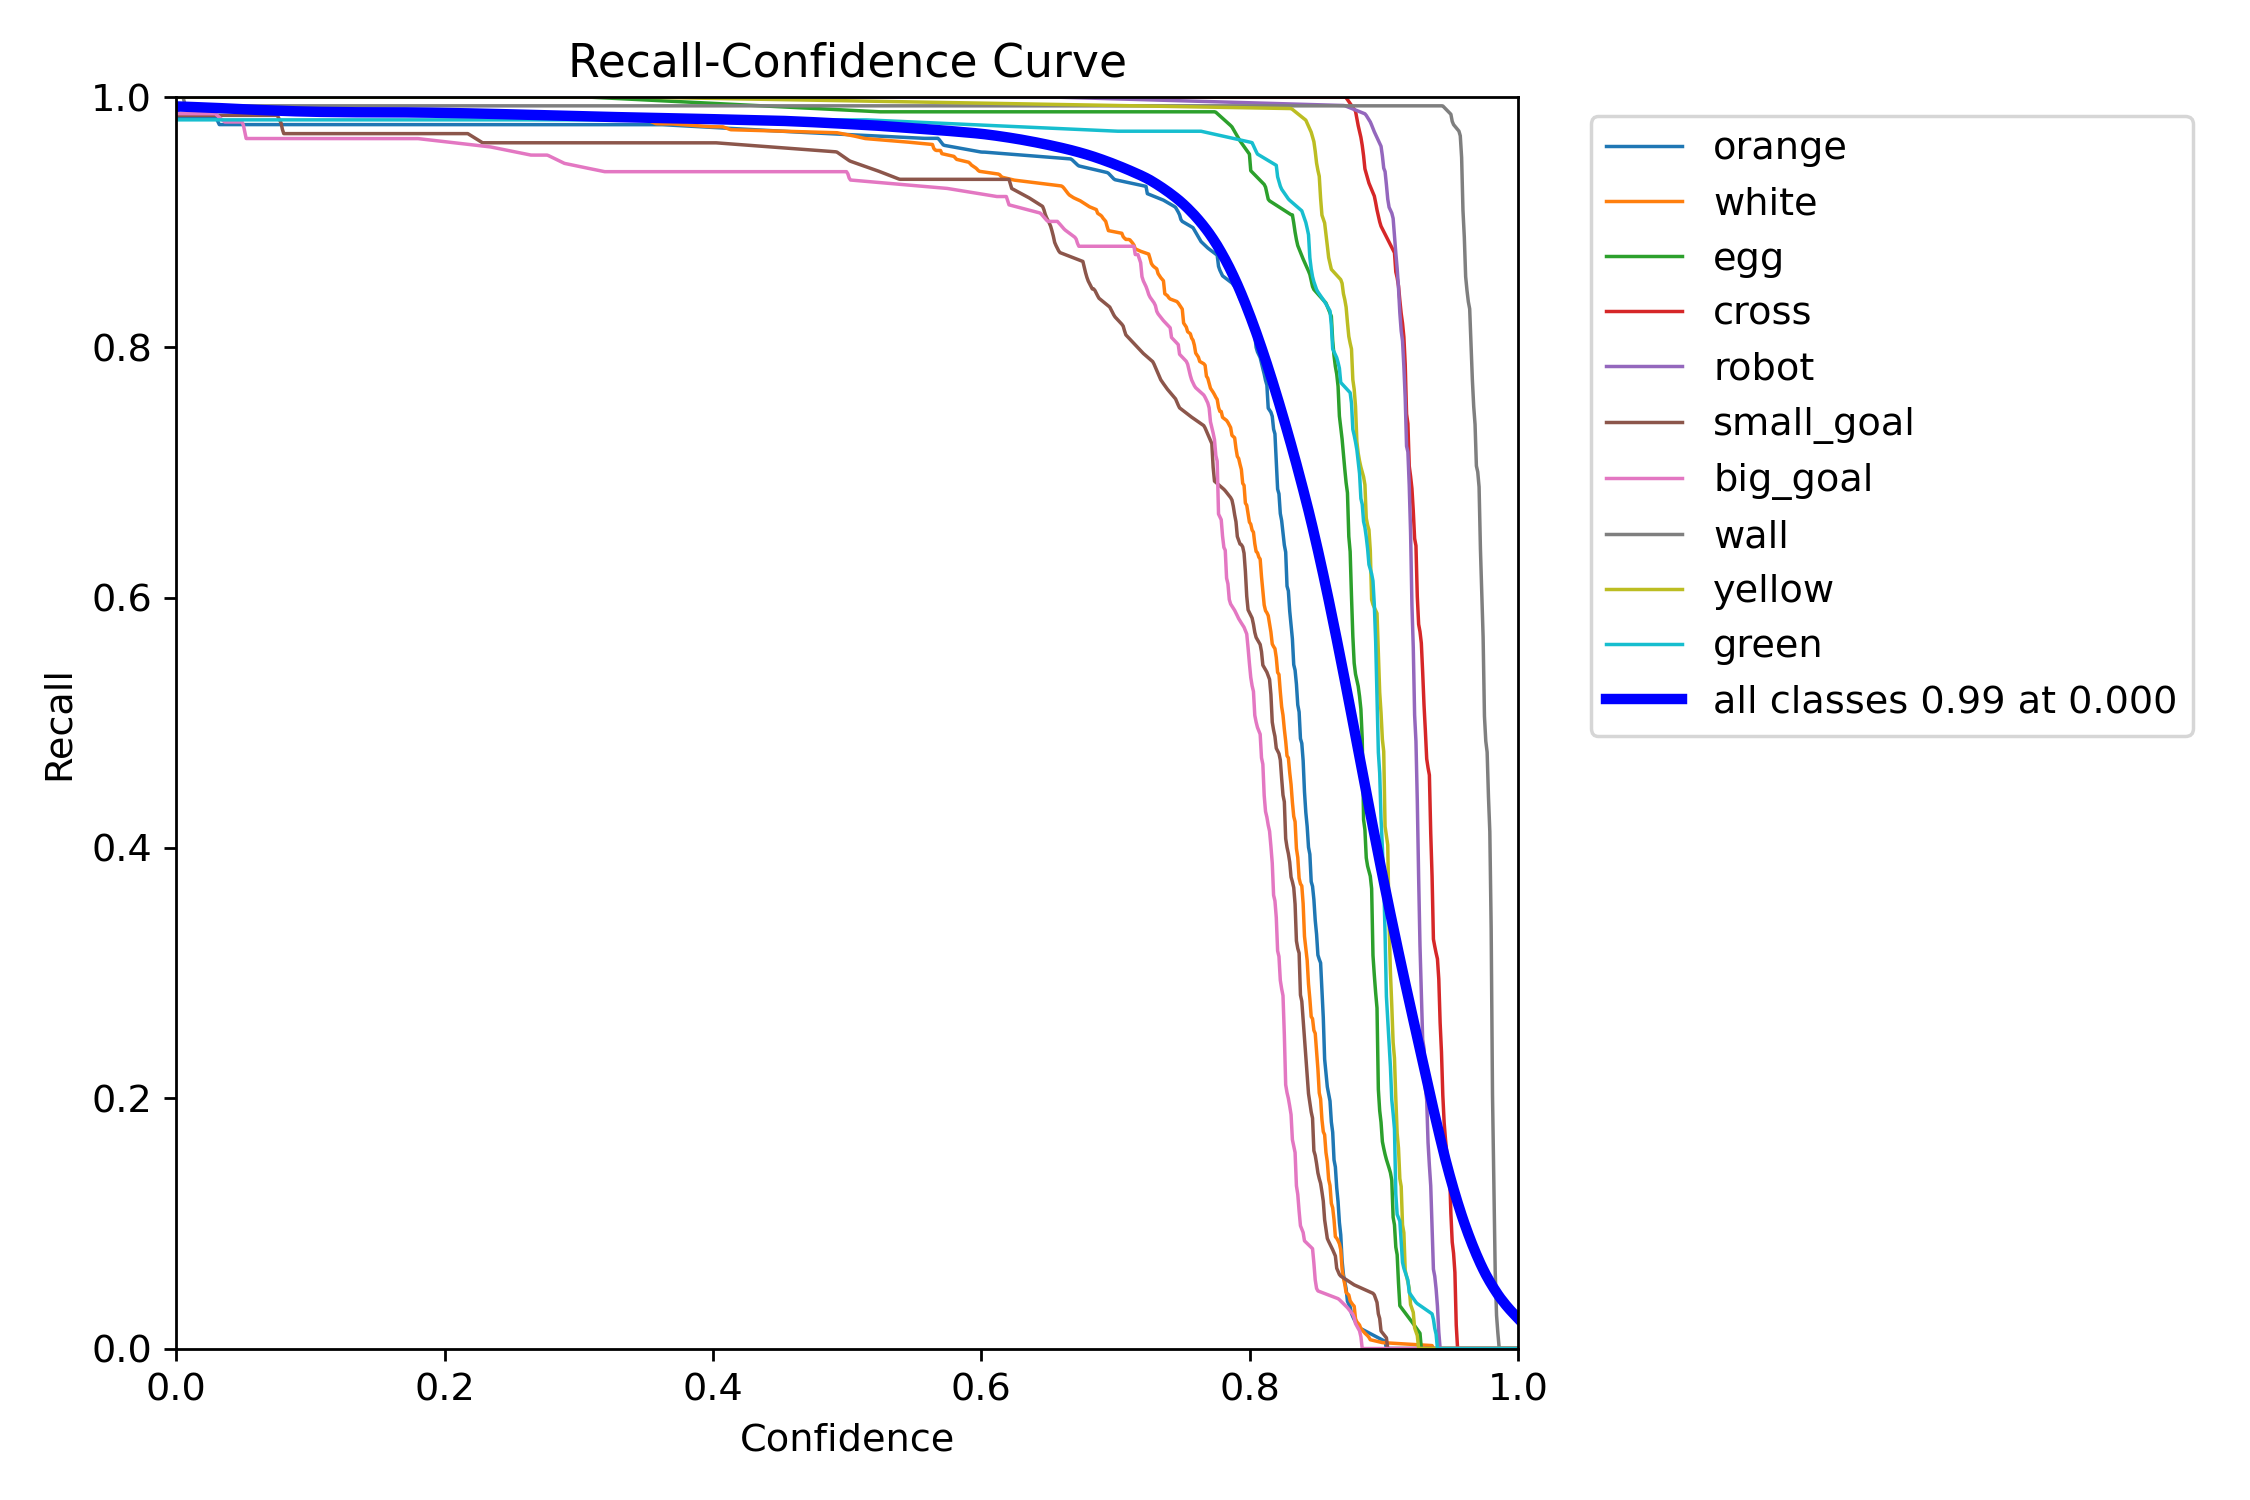 Recall-Confidence Curve
1.0
0.8
0.6
0.4
0.2
0.0
Recall
0.0 0.2 0.4 0.6 0.8 1.0
Confidence
orange
white
egg
cross
robot
small_goal
big_goal
wall
yellow
green
all classes 0.99 at 0.000